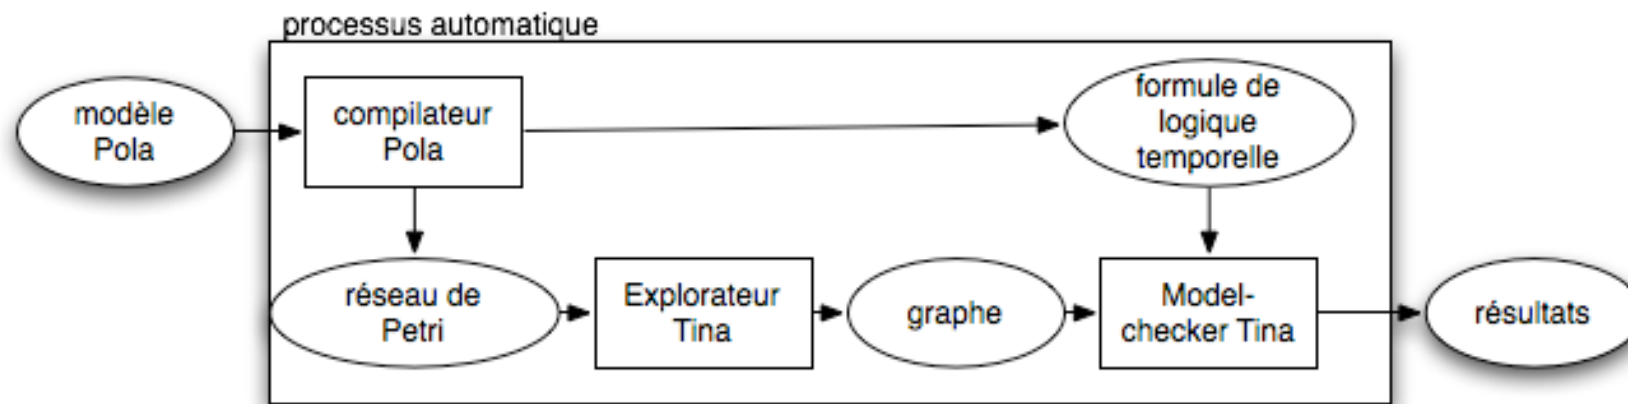 processus automatique
modèle
Pola
compilateur
Pola
formule de
logique
temporelle
réseau de
Petri
Explorateur
Tina
graphe
Model-
checker Tina
résultats